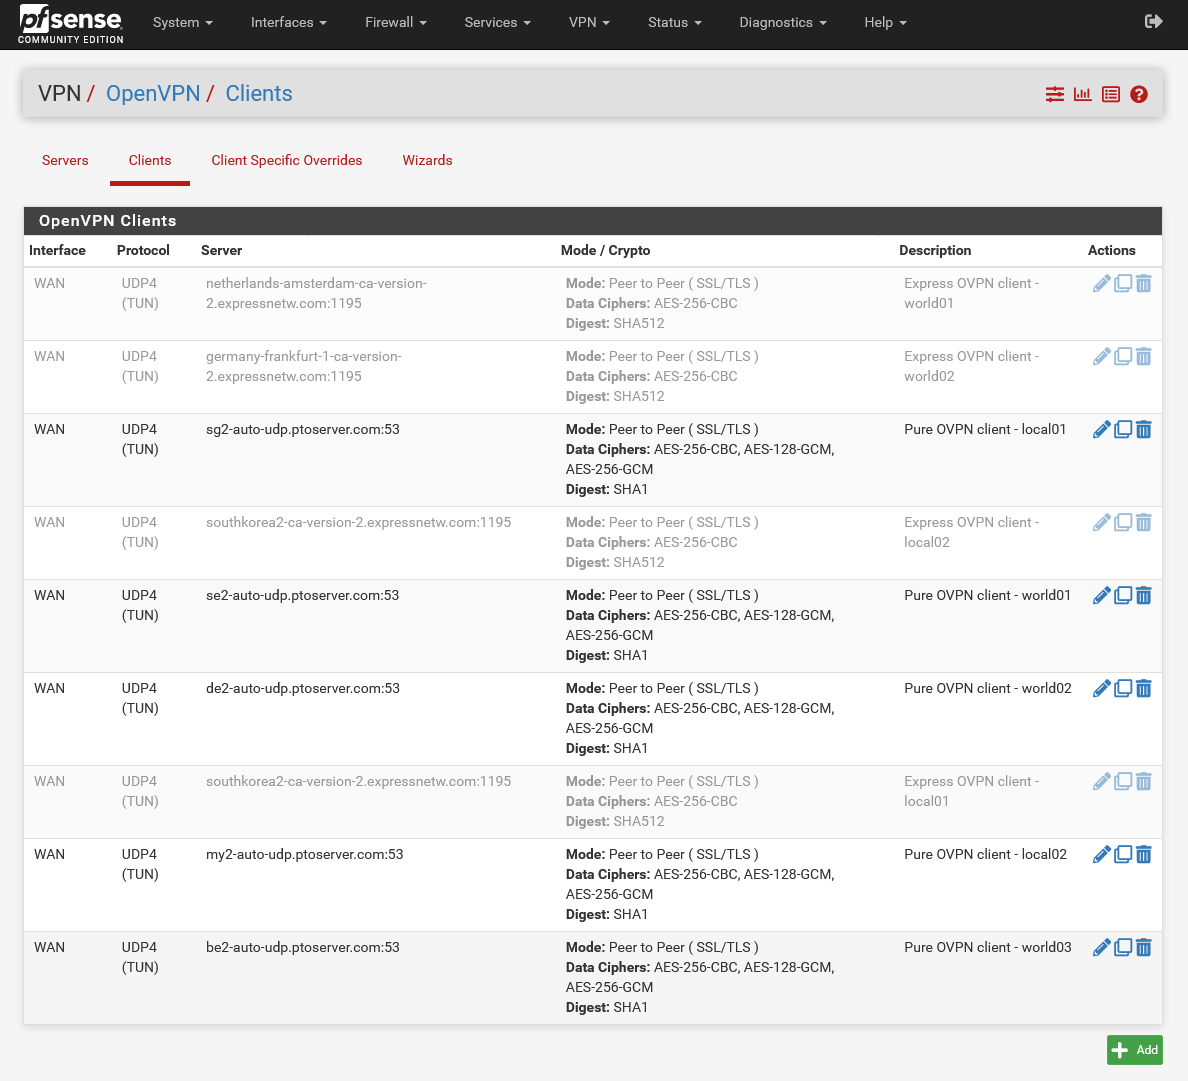 pfsense
COMMUNITY EDITION
System Interfaces Firewall Services VPN Status Diagnostics Help
VPN / OpenVPN / Clients
Servers Clients Client Specific Overrides Wizards
OpenVPN Clients
Interface Protocol Server Mode / Crypto Description Actions
WAN UDP4 netherlands-amsterdam-ca-version- Mode: Peer to Peer ( SSL/TLS ) Express OVPN client -
(TUN) 2.expressnetw.com:1195 Data Ciphers: AES-256-CBC world01
Digest: SHA512
WAN UDP4 germany-frankfurt-1-ca-version- Mode: Peer to Peer ( SSL/TLS ) Express OVPN client -
(TUN) 2.expressnetw.com:1195 Data Ciphers: AES-256-CBC world02
Digest: SHA512
WAN UDP4 sg2-auto-udp.ptoserver.com:53 Mode: Peer to Peer ( SSL/TLS ) Pure OVPN client - local01
(TUN) Data Ciphers: AES-256-CBC, AES-128-GCM,
AES-256-GCM
Digest: SHA1
WAN UDP4 southkorea2-ca-version-2.expressnetw.com:1195 Mode: Peer to Peer ( SSL/TLS ) Express OVPN client -
(TUN) Data Ciphers: AES-256-CBC local02
Digest: SHA512
WAN UDP4 se2-auto-udp.ptoserver.com:53 Mode: Peer to Peer ( SSL/TLS ) Pure OVPN client - world01
(TUN) Data Ciphers: AES-256-CBC, AES-128-GCM,
AES-256-GCM
Digest: SHA1
WAN UDP4 de2-auto-udp.ptoserver.com:53 Mode: Peer to Peer ( SSL/TLS ) Pure OVPN client - world02
(TUN) Data Ciphers: AES-256-CBC, AES-128-GCM,
AES-256-GCM
Digest: SHA1
WAN UDP4 southkorea2-ca-version-2.expressnetw.com:1195 Mode: Peer to Peer ( SSL/TLS ) Express OVPN client -
(TUN) Data Ciphers: AES-256-CBC local01
Digest: SHA512
WAN UDP4 my2-auto-udp.ptoserver.com:53 Mode: Peer to Peer ( SSL/TLS ) Pure OVPN client - local02
(TUN) Data Ciphers: AES-256-CBC, AES-128-GCM,
AES-256-GCM
Digest: SHA1
WAN UDP4 be2-auto-udp.ptoserver.com:53 Mode: Peer to Peer ( SSL/TLS ) Pure OVPN client - world03
(TUN) Data Ciphers: AES-256-CBC, AES-128-GCM,
AES-256-GCM
Digest: SHA1
Add